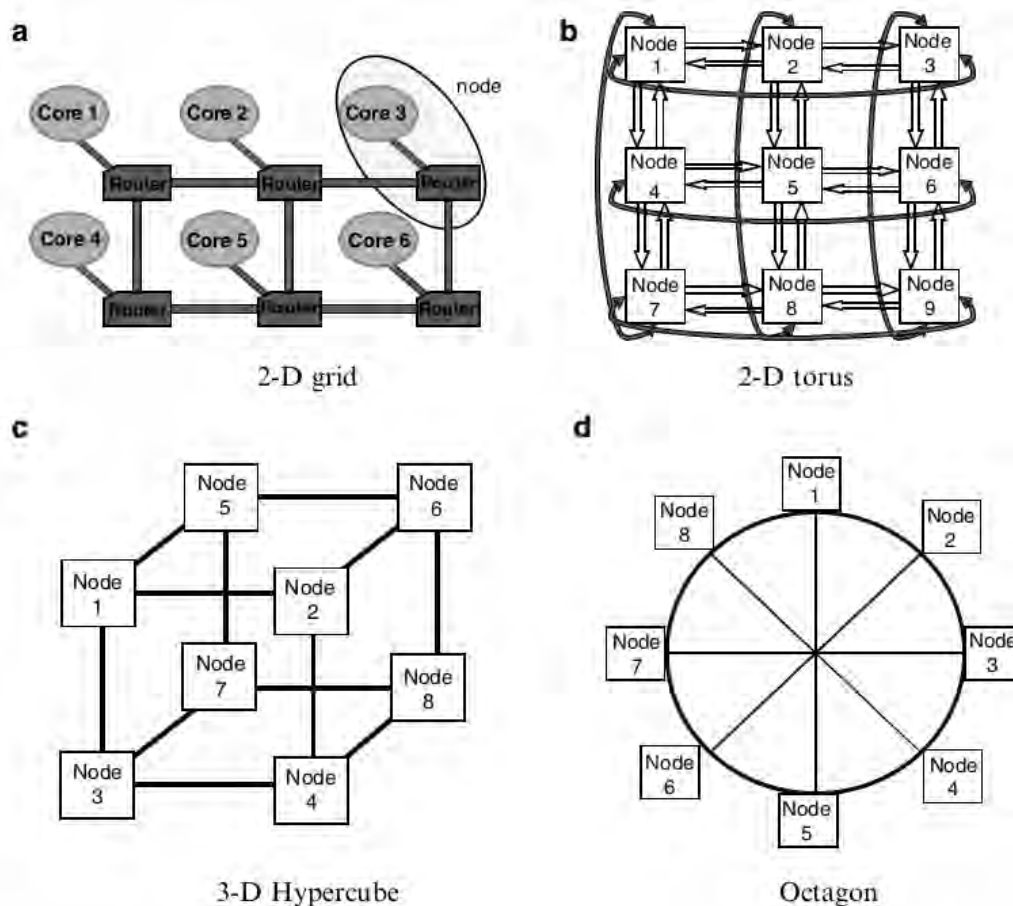 a
Core 1
Core 2
Core 3
node
Router
Router
Router
Core 4
Core 5
Core 6
Router
Router
Router
2-D grid
b
Node
1
Node
2
Node
3
Node
4
Node
5
Node
6
Node
7
Node
8
Node
9
2-D torus
c
Node
5
Node
6
Node
1
Node
2
Node
7
Node
8
Node
3
Node
4
3-D Hypercube
d
Node
1
Node
8
Node
2
Node
7
Node
3
Node
6
Node
4
Node
5
Octagon